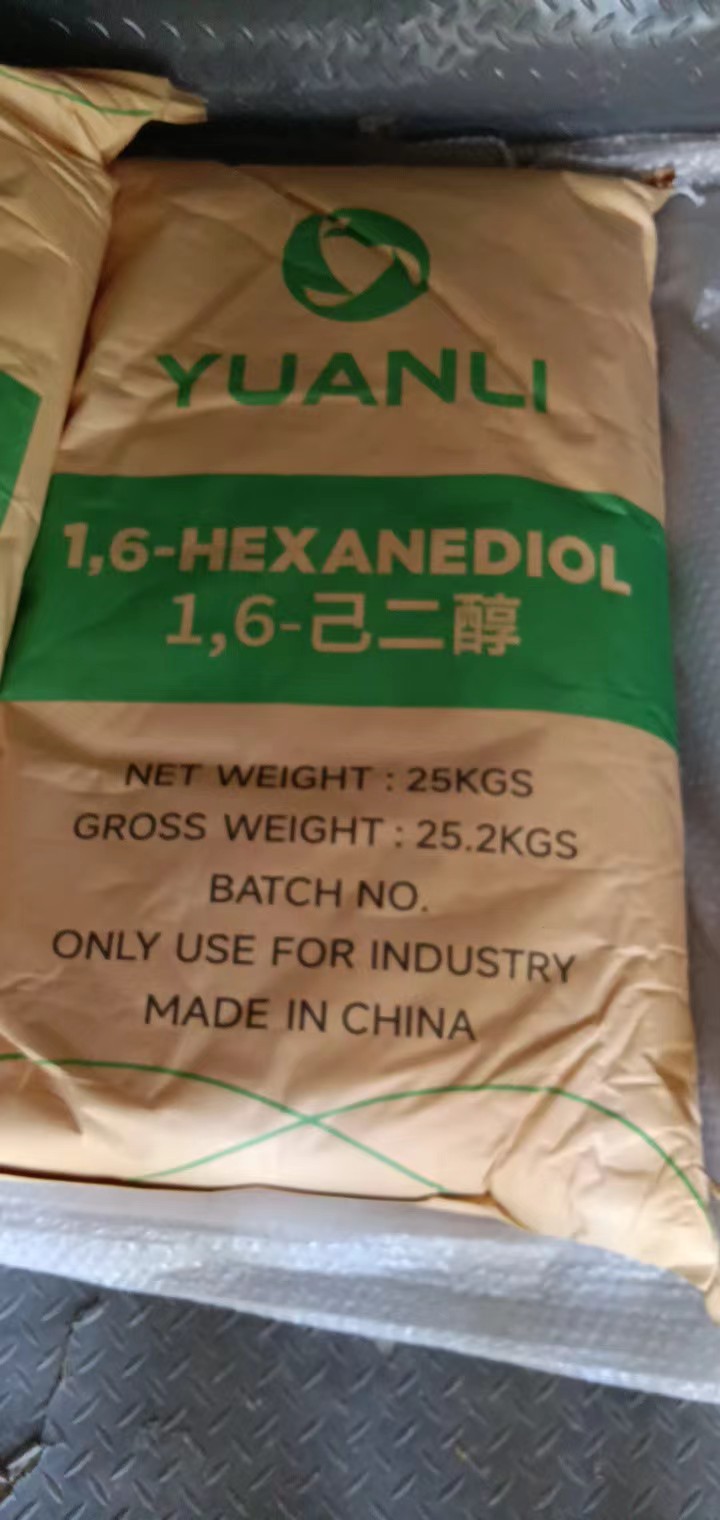 YUANLI
1,6-HEXANEDIOL
1,6-己二醇
NET WEIGHT : 25KGS
GROSS WEIGHT : 25.2KGS
BATCH NO.
ONLY USE FOR INDUSTRY
MADE IN CHINA